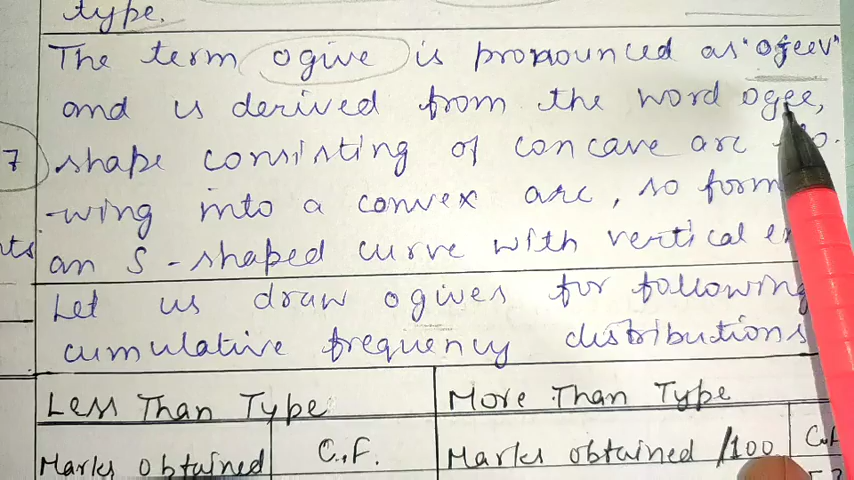 type.
The term ogive is pronounced as "ojeev"
and is derived from the word ogee,
7 shape consisting of concave arc
-wing into a convex arc, so form
nts an S-shaped curve with vertical
Let us draw ogives for following
cumulative frequency distributions
Less Than Type More Than Type
Marks obtained C.F. Marks obtained /100 C.F